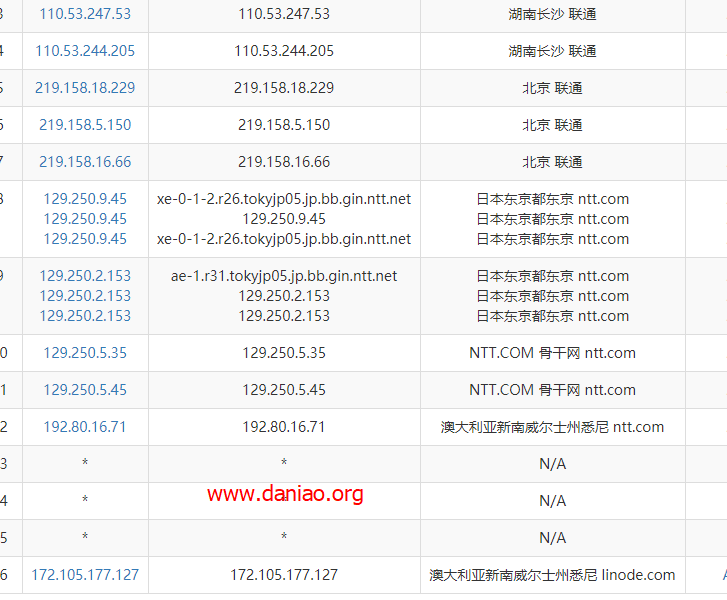 3 110.53.247.53 110.53.247.53 湖南长沙 联通
4 110.53.244.205 110.53.244.205 湖南长沙 联通
5 219.158.18.229 219.158.18.229 北京 联通
6 219.158.5.150 219.158.5.150 北京 联通
7 219.158.16.66 219.158.16.66 北京 联通
8 129.250.9.45 xe-0-1-2.r26.tokyjp05.jp.bb.gin.ntt.net 日本东京都东京 ntt.com
129.250.9.45 129.250.9.45 日本东京都东京 ntt.com
129.250.9.45 xe-0-1-2.r26.tokyjp05.jp.bb.gin.ntt.net 日本东京都东京 ntt.com
9 129.250.2.153 ae-1.r31.tokyjp05.jp.bb.gin.ntt.net 日本东京都东京 ntt.com
129.250.2.153 129.250.2.153 日本东京都东京 ntt.com
129.250.2.153 129.250.2.153 日本东京都东京 ntt.com
0 129.250.5.35 129.250.5.35 NTT.COM 骨干网 ntt.com
1 129.250.5.45 129.250.5.45 NTT.COM 骨干网 ntt.com
2 192.80.16.71 192.80.16.71 澳大利亚新南威尔士州悉尼 ntt.com
3 * * N/A
4 * www.daniao.org N/A
5 * * N/A
6 172.105.177.127 172.105.177.127 澳大利亚新南威尔士州悉尼 linode.com